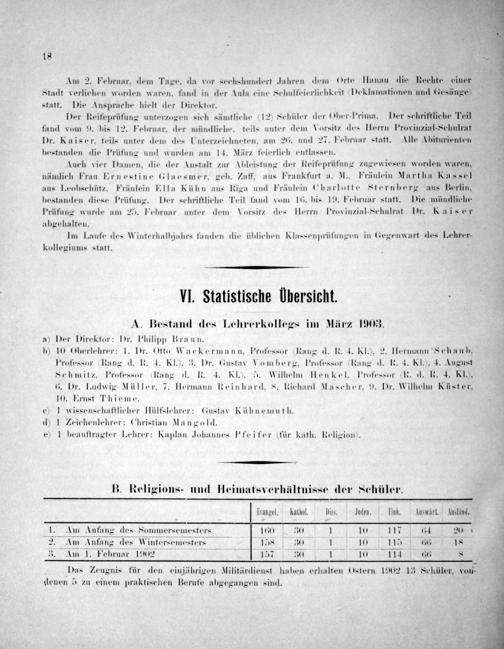 18
Am 2. Februar, dem Tage, da vor sechshundert Jahren dem Orte Hanau die Rechte einer
Stadt verliehen worden waren, fand in der Aula eine Schulfeierlichkeit (Deklamationen und Gesänge)
statt. Die Ansprache hielt der Direktor.
Der Reifeprüfung unterzogen sich sämtliche (12) Schüler der Ober-Prima. Der schriftliche Teil
fand vom 9. bis 12. Februar, der mündliche, teils unter dem Vorsitz des Herrn Provinzial-Schulrat
Dr. Kaiser, teils unter dem des Unterzeichneten, am 26. und 27. Februar statt. Alle Abiturienten
bestanden die Prüfung und wurden am 14. März feierlich entlassen.
Auch vier Damen, die der Anstalt zur Ableistung der Reifeprüfung zugewiesen worden waren,
nämlich Frau Ernestine Glaesmer, geb. Zaff, aus Frankfurt a. M., Fräulein Martha Kassel
aus Leobschütz, Fräulein Ella Kühn aus Riga und Fräulein Charlotte Sternberg aus Berlin,
bestanden diese Prüfung. Der schriftliche Teil fand vom 16. bis 19. Februar statt. Die mündliche
Prüfung wurde am 25. Februar unter dem Vorsitz des Herrn Provinzial-Schulrat Dr. Kaiser
abgehalten.
Im Laufe des Winterhalbjahrs fanden die üblichen Klassenprüfungen in Gegenwart des Lehrer-
kollegiums statt.
VI. Statistische Übersicht.
A. Bestand des Lehrerkollegs im März 1903.
a) Der Direktor: Dr. Philipp Braun.
b) 10 Oberlehrer: 1. Dr. Otto Wackermann, Professor (Rang d. R. 4. Kl.), 2. Hermann Schaub,
Professor (Rang d. R. 4. Kl.), 3. Dr. Gustav Vomberg, Professor (Rang d. R. 4. Kl.), 4. August
Schmitz, Professor (Rang d. R. 4. Kl.), 5. Wilhelm Henkel, Professor (R. d. R. 4. Kl.),
6. Dr. Ludwig Müller, 7. Hermann Reinhard, 8. Richard Mascher, 9. Dr. Wilhelm Küster,
10. Ernst Thieme.
c) 1 wissenschaftlicher Hülfslehrer: Gustav Kühnemuth.
d) 1 Zeichenlehrer: Christian Mangold.
e) 1 beauftragter Lehrer: Kaplan Johannes Pfeifer (für kath. Religion).
B. Religions- und Heimatsverhältnisse der Schüler.
Evangel. Kathol. Diss. Juden. Einh. Auswärt. Ausländ.
1. Am Anfang des Sommersemesters 160 30 1 10 117 64 20
2. Am Anfang des Wintersemesters 158 30 1 10 115 66 18
3. Am 1. Februar 1902 157 30 1 10 114 66 8
Das Zeugnis für den einjährigen Militärdienst haben erhalten Ostern 1902 13 Schüler, von
denen 5 zu einem praktischen Berufe abgegangen sind.